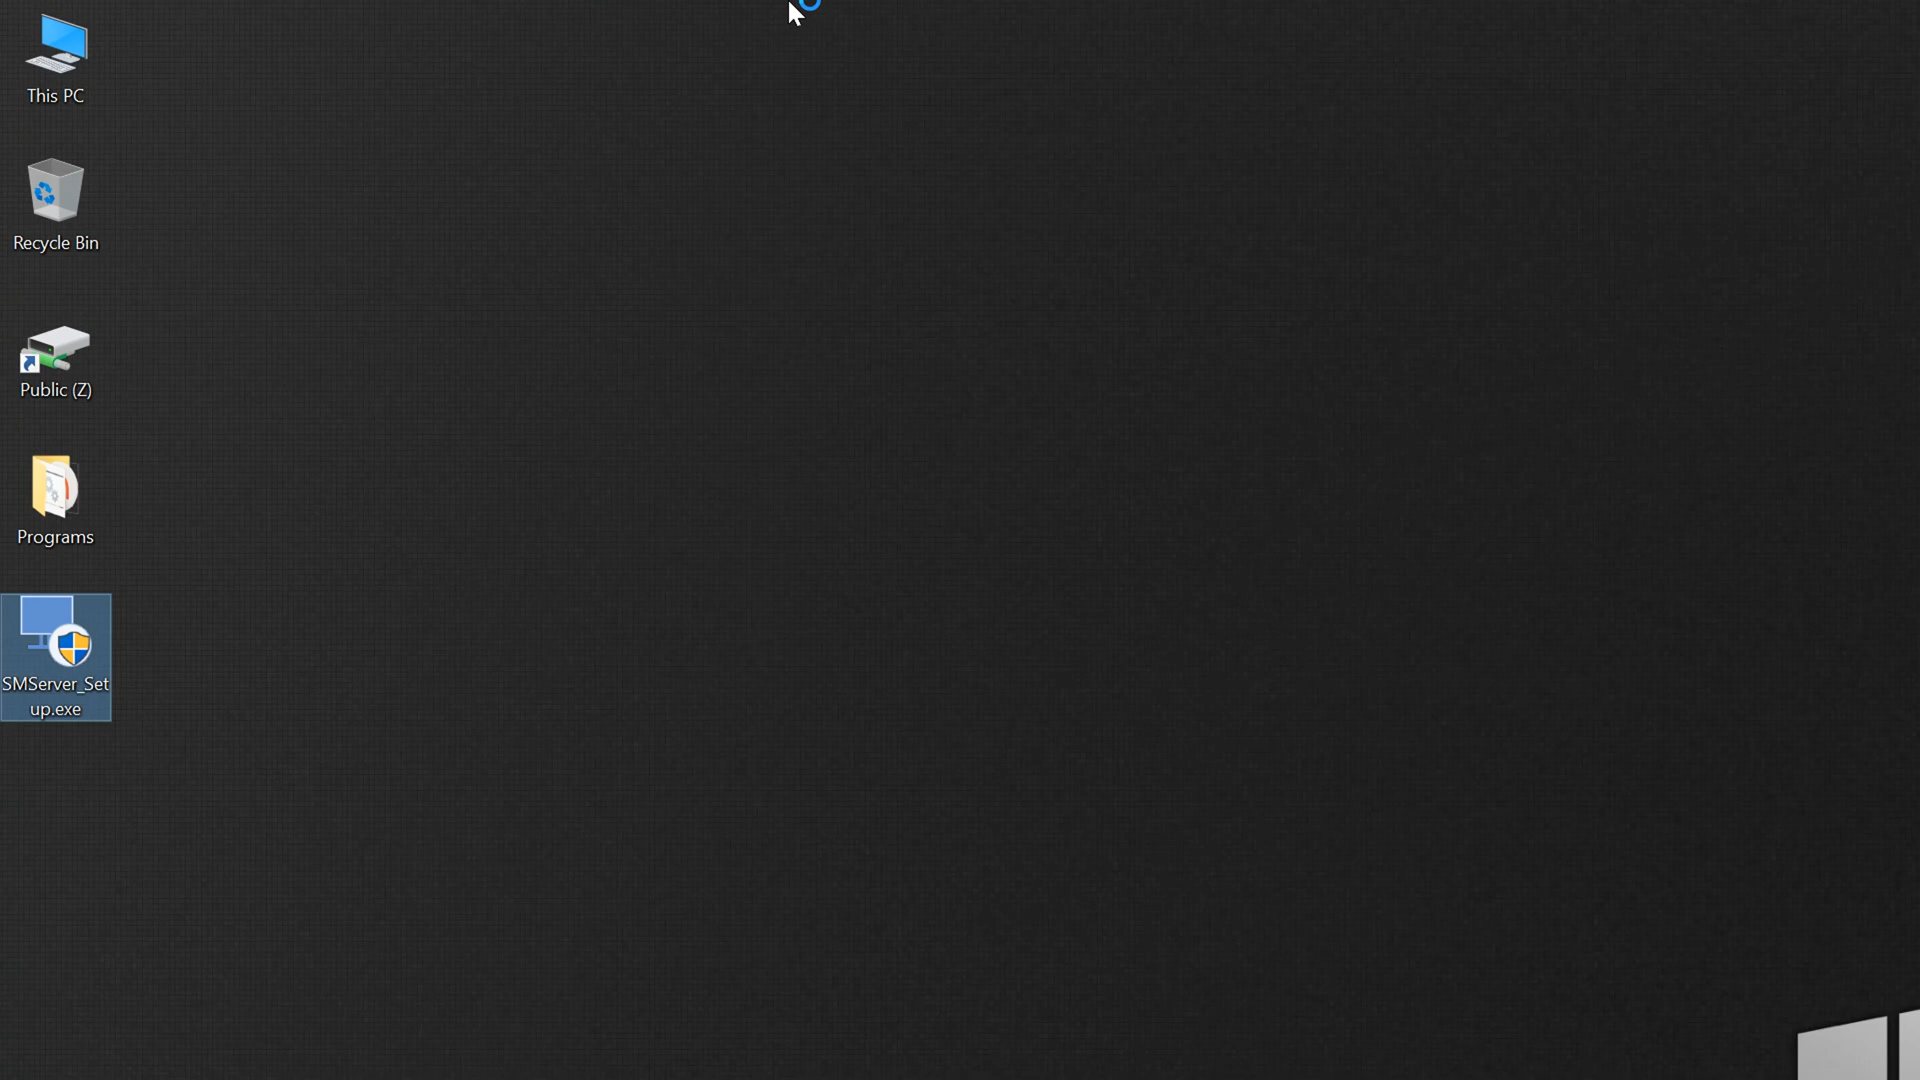 This PC
Recycle Bin
Public (Z)
Programs
SMServer_Set
up.exe